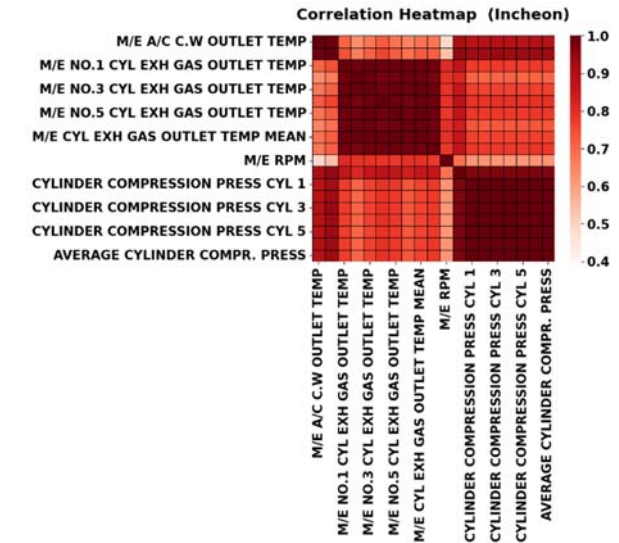 Correlation Heatmap (Incheon)
M/E A/C C.W OUTLET TEMP
M/E NO.1 CYL EXH GAS OUTLET TEMP
M/E NO.3 CYL EXH GAS OUTLET TEMP
M/E NO.5 CYL EXH GAS OUTLET TEMP
M/E CYL EXH GAS OUTLET TEMP MEAN
M/E RPM
CYLINDER COMPRESSION PRESS CYL 1
CYLINDER COMPRESSION PRESS CYL 3
CYLINDER COMPRESSION PRESS CYL 5
AVERAGE CYLINDER COMPR. PRESS
1.0
0.9
0.8
0.7
0.6
0.5
0.4
M/E A/C C.W OUTLET TEMP
M/E NO.1 CYL EXH GAS OUTLET TEMP
M/E NO.3 CYL EXH GAS OUTLET TEMP
M/E NO.5 CYL EXH GAS OUTLET TEMP
M/E CYL EXH GAS OUTLET TEMP MEAN
M/E RPM
CYLINDER COMPRESSION PRESS CYL 1
CYLINDER COMPRESSION PRESS CYL 3
CYLINDER COMPRESSION PRESS CYL 5
AVERAGE CYLINDER COMPR. PRESS